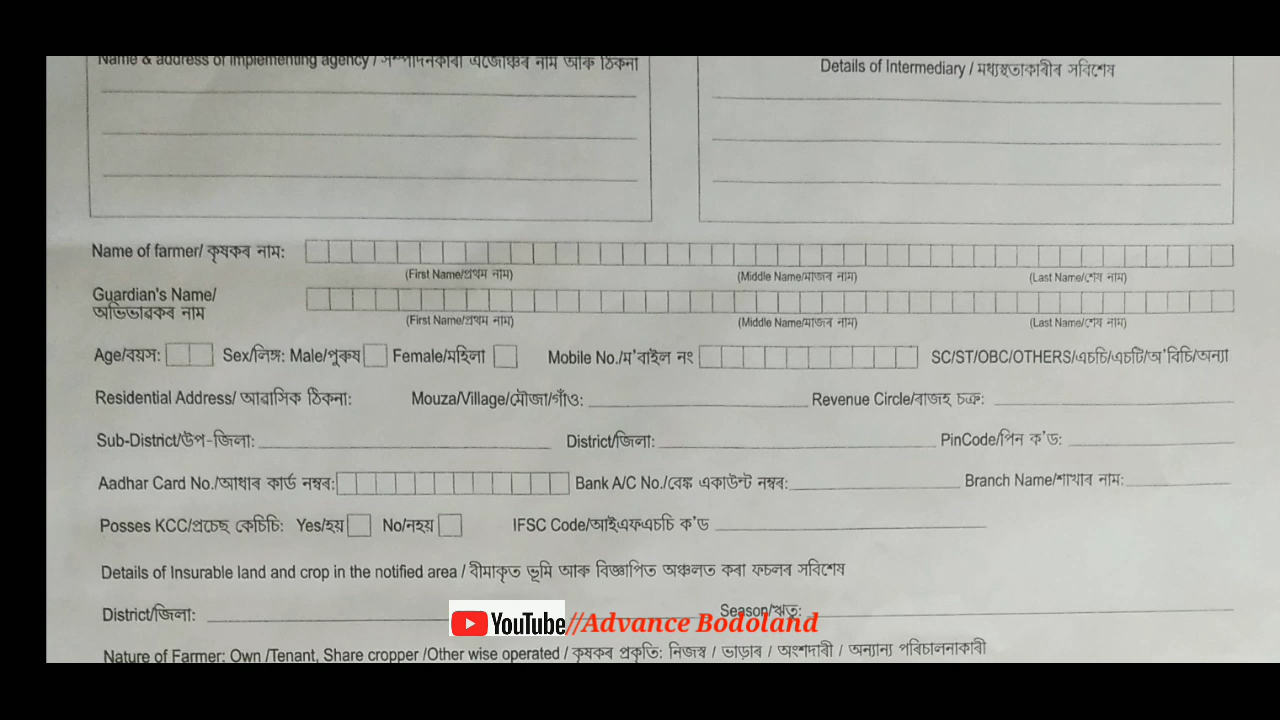 Name & address of implementing agency / সম্পাদনকাৰী এজেঞ্চিৰ নাম আৰু ঠিকনা
Details of Intermediary / মধ্যস্থতাকাৰীৰ সবিশেষ
Name of farmer/ কৃষকৰ নাম:
(First Name/প্ৰথম নাম) (Middle Name/মাজৰ নাম) (Last Name/শেষ নাম)
Guardian's Name/
অভিভাৱকৰ নাম
(First Name/প্ৰথম নাম) (Middle Name/মাজৰ নাম) (Last Name/শেষ নাম)
Age/বয়স: Sex/লিঙ্গ: Male/পুৰুষ Female/মহিলা Mobile No./ম'বাইল নং SC/ST/OBC/OTHERS/এচচি/এচটি/অ'বিচি/অন্যা
Residential Address/ আৱাসিক ঠিকনা: Mouza/Village/মৌজা/গাঁও: Revenue Circle/ৰাজহ চক্ৰ:
Sub-District/উপ-জিলা: District/জিলা: PinCode/পিন ক'ড:
Aadhar Card No./আধাৰ কাৰ্ড নম্বৰ: Bank A/C No./বেঙ্ক একাউন্ট নম্বৰ: Branch Name/শাখাৰ নাম:
Posses KCC/প্ৰচেছ কেচিচি: Yes/হয় No/নহয় IFSC Code/আইএফএচচি ক'ড
Details of Insurable land and crop in the notified area / বীমাকৃত ভূমি আৰু বিজ্ঞাপিত অঞ্চলত কৰা ফচলৰ সবিশেষ
District/জিলা: Season/ঋতু:
YouTube//Advance Bodoland
Nature of Farmer: Own /Tenant, Share cropper /Other wise operated / কৃষকৰ প্ৰকৃতি: নিজস্ব / ভাড়াৰ / অংশদাৰী / অন্যান্য পৰিচালনাকাৰী